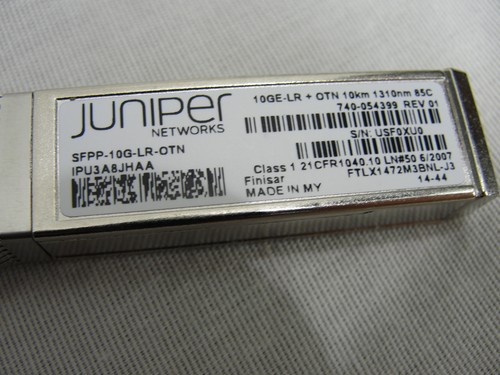 JUNIPER
NETWORKS
SFPP-10G-LR-OTN
IPU3A8JHAA
10GE-LR + OTN 10km 1310nm 85C
740-054399 REV 01
S/N: USF0XU0
Class 1 21CFR1040.10 LN#50 6/2007
Finisar FTLX1472M3BNL-J3
MADE IN MY 14-44